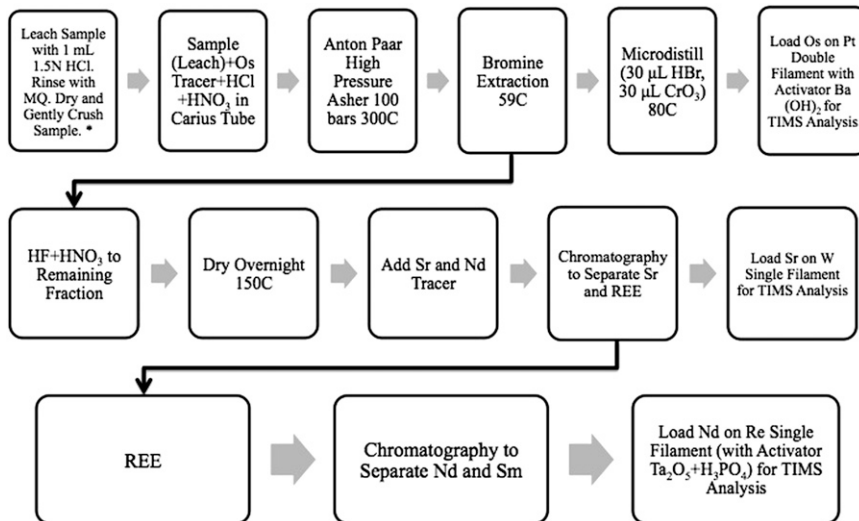 Leach Sample
with 1 mL
1.5N HCl.
Rinse with
MQ. Dry and
Gently Crush
Sample. *
Sample
(Leach)+Os
Tracer+HCl
+HNO₃ in
Carius Tube
Anton Paar
High
Pressure
Asher 100
bars 300C
Bromine
Extraction
59C
Microdistill
(30 μL HBr,
30 μL CrO₃)
80C
Load Os on Pt
Double
Filament with
Activator Ba
(OH)₂ for
TIMS Analysis
HF+HNO₃ to
Remaining
Fraction
Dry Overnight
150C
Add Sr and Nd
Tracer
Chromatography
to Separate Sr
and REE
Load Sr on W
Single Filament
for TIMS Analysis
REE
Chromatography to
Separate Nd and Sm
Load Nd on Re Single
Filament (with Activator
Ta₂O₅+H₃PO₄) for TIMS
Analysis